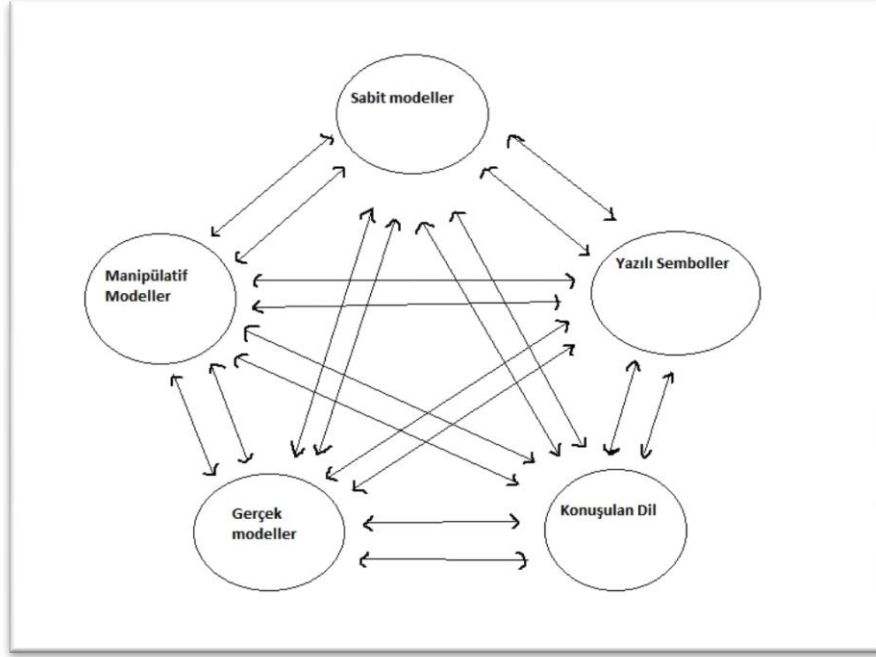 Sabit modeller
Manipülatif
Modeller
Yazılı Semboller
Gerçek
modeller
Konuşulan Dil